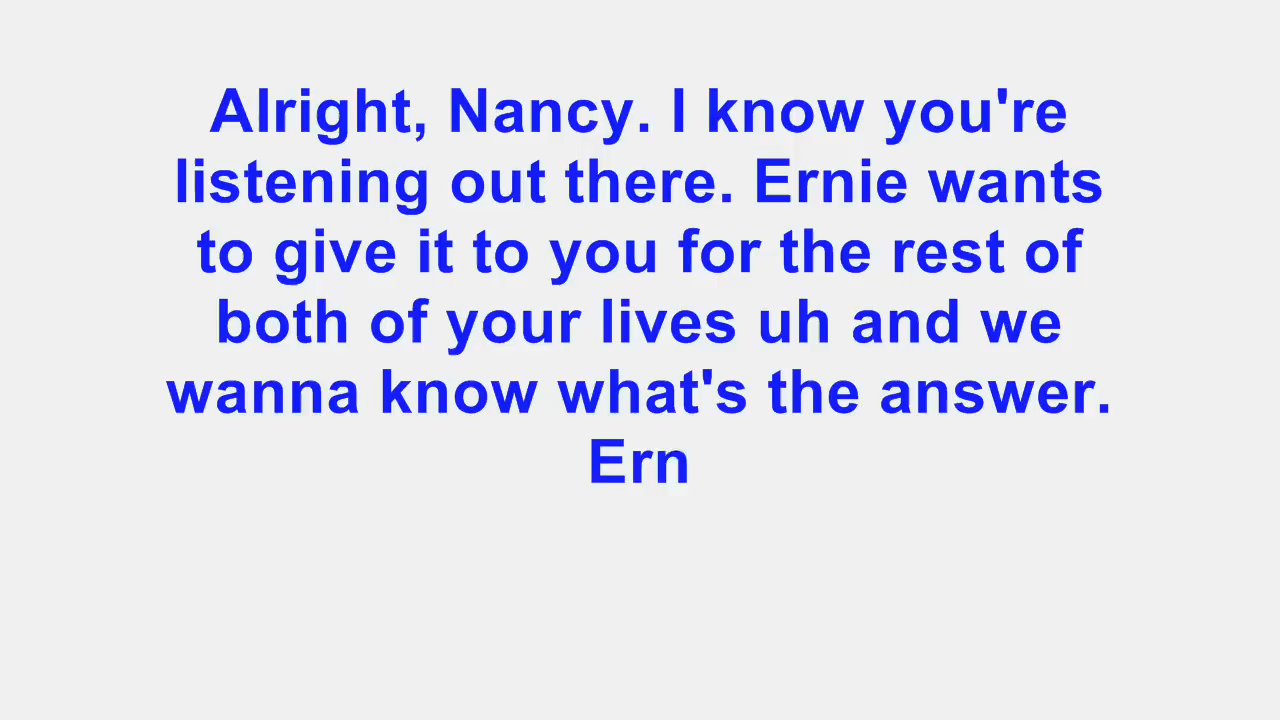 Alright, Nancy. I know you're
listening out there. Ernie wants
to give it to you for the rest of
both of your lives uh and we
wanna know what's the answer.
Ern